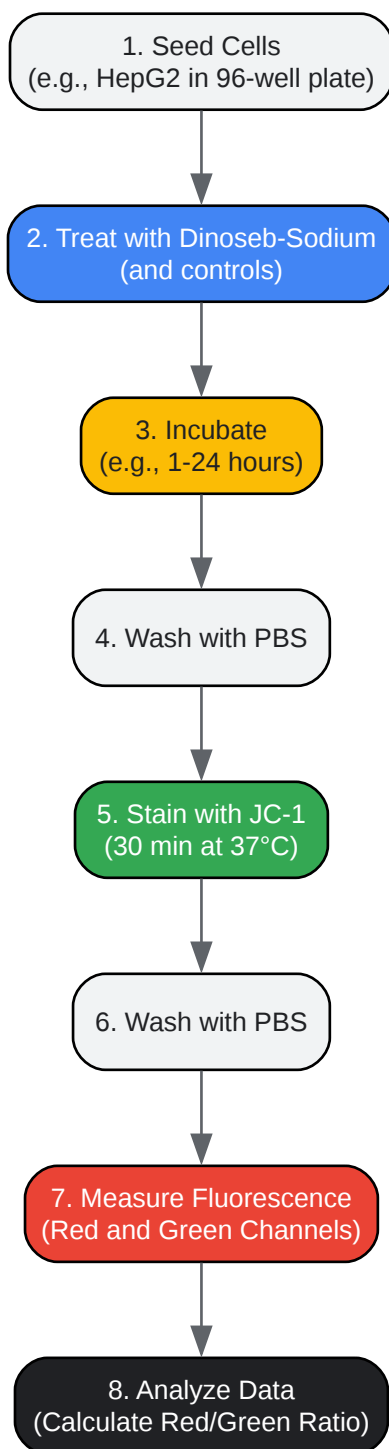 1. Seed Cells
(e.g., HepG2 in 96-well plate)
2. Treat with Dinoseb-Sodium
(and controls)
3. Incubate
(e.g., 1-24 hours)
4. Wash with PBS
5. Stain with JC-1
(30 min at 37°C)
6. Wash with PBS
7. Measure Fluorescence
(Red and Green Channels)
8. Analyze Data
(Calculate Red/Green Ratio)